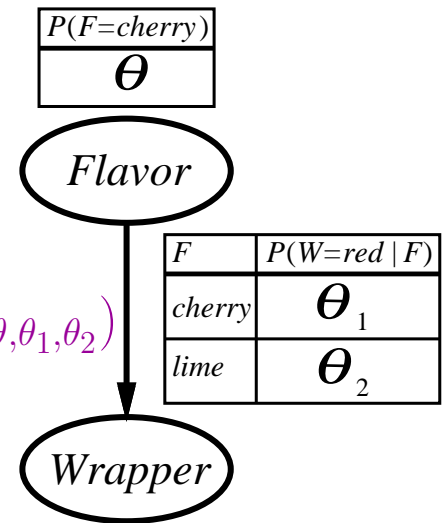 P(F=cherry)
θ
Flavor
F P(W=red | F)
cherry θ₁
lime θ₂
θ,θ₁,θ₂)
Wrapper